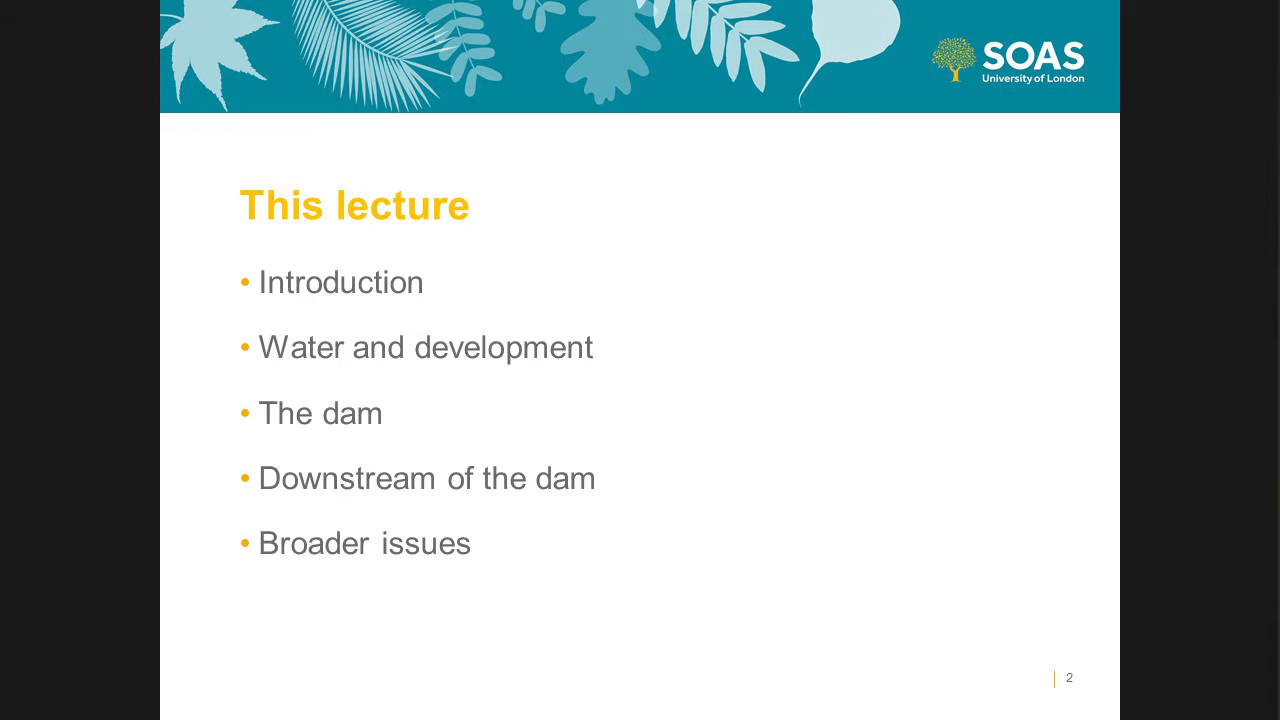 SOAS
University of London
This lecture
• Introduction
• Water and development
• The dam
• Downstream of the dam
• Broader issues
2